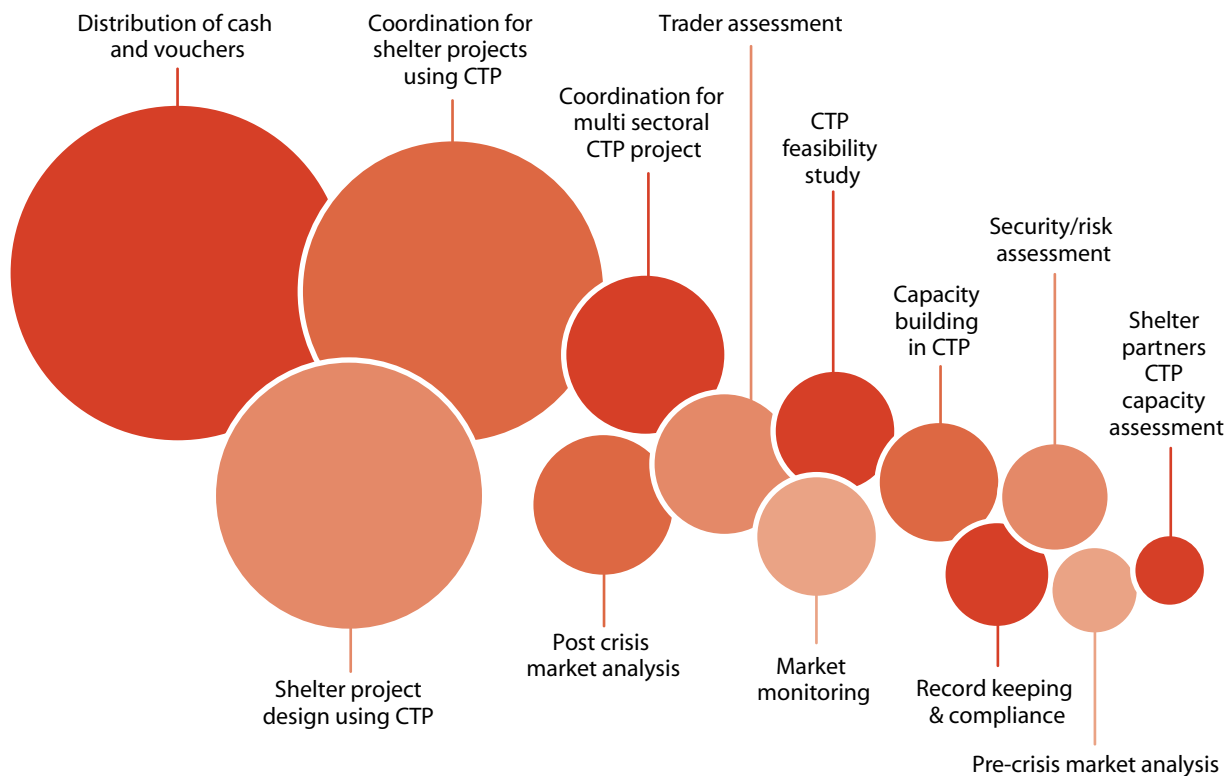 Distribution of cash
and vouchers
Coordination for
shelter projects
using CTP
Trader assessment
Coordination for
multi sectoral
CTP project
CTP
feasibility
study
Security/risk
assessment
Capacity
building
in CTP
Shelter
partners
CTP
capacity
assessment
Shelter project
design using CTP
Post crisis
market analysis
Market
monitoring
Record keeping
& compliance
Pre-crisis market analysis